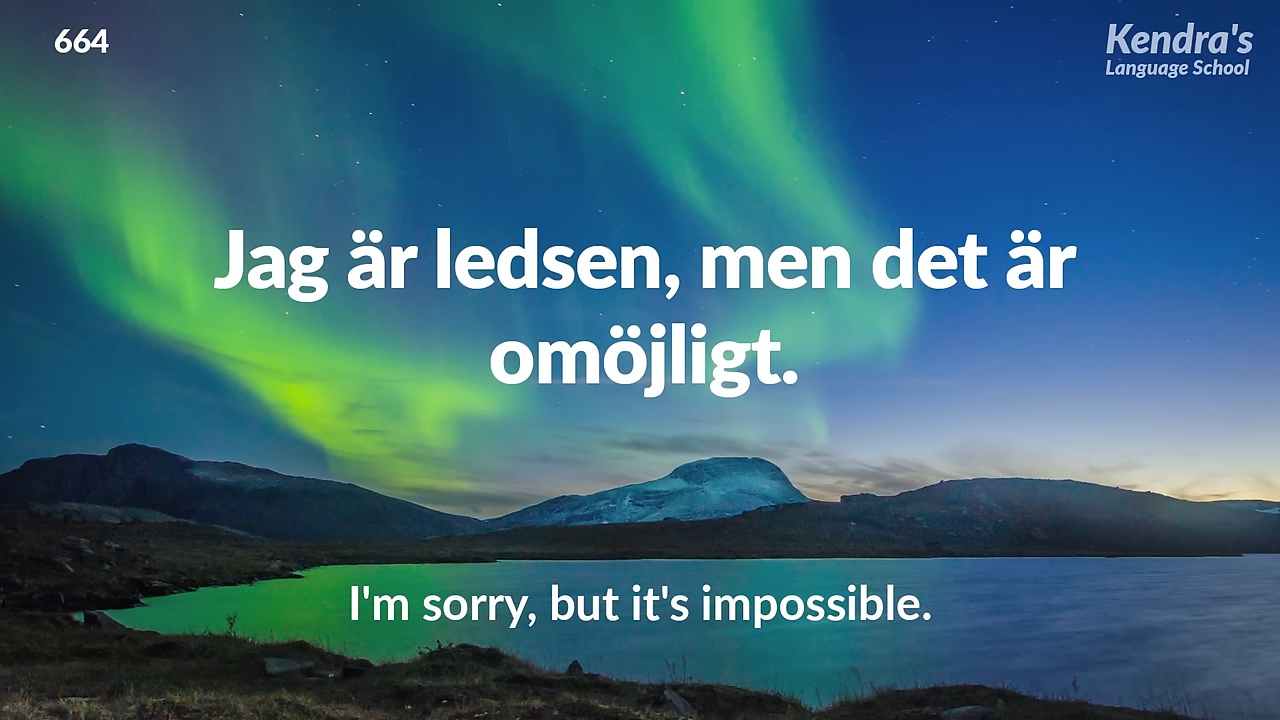 664
Kendra's
Language School
Jag är ledsen, men det är
omöjligt.
I'm sorry, but it's impossible.